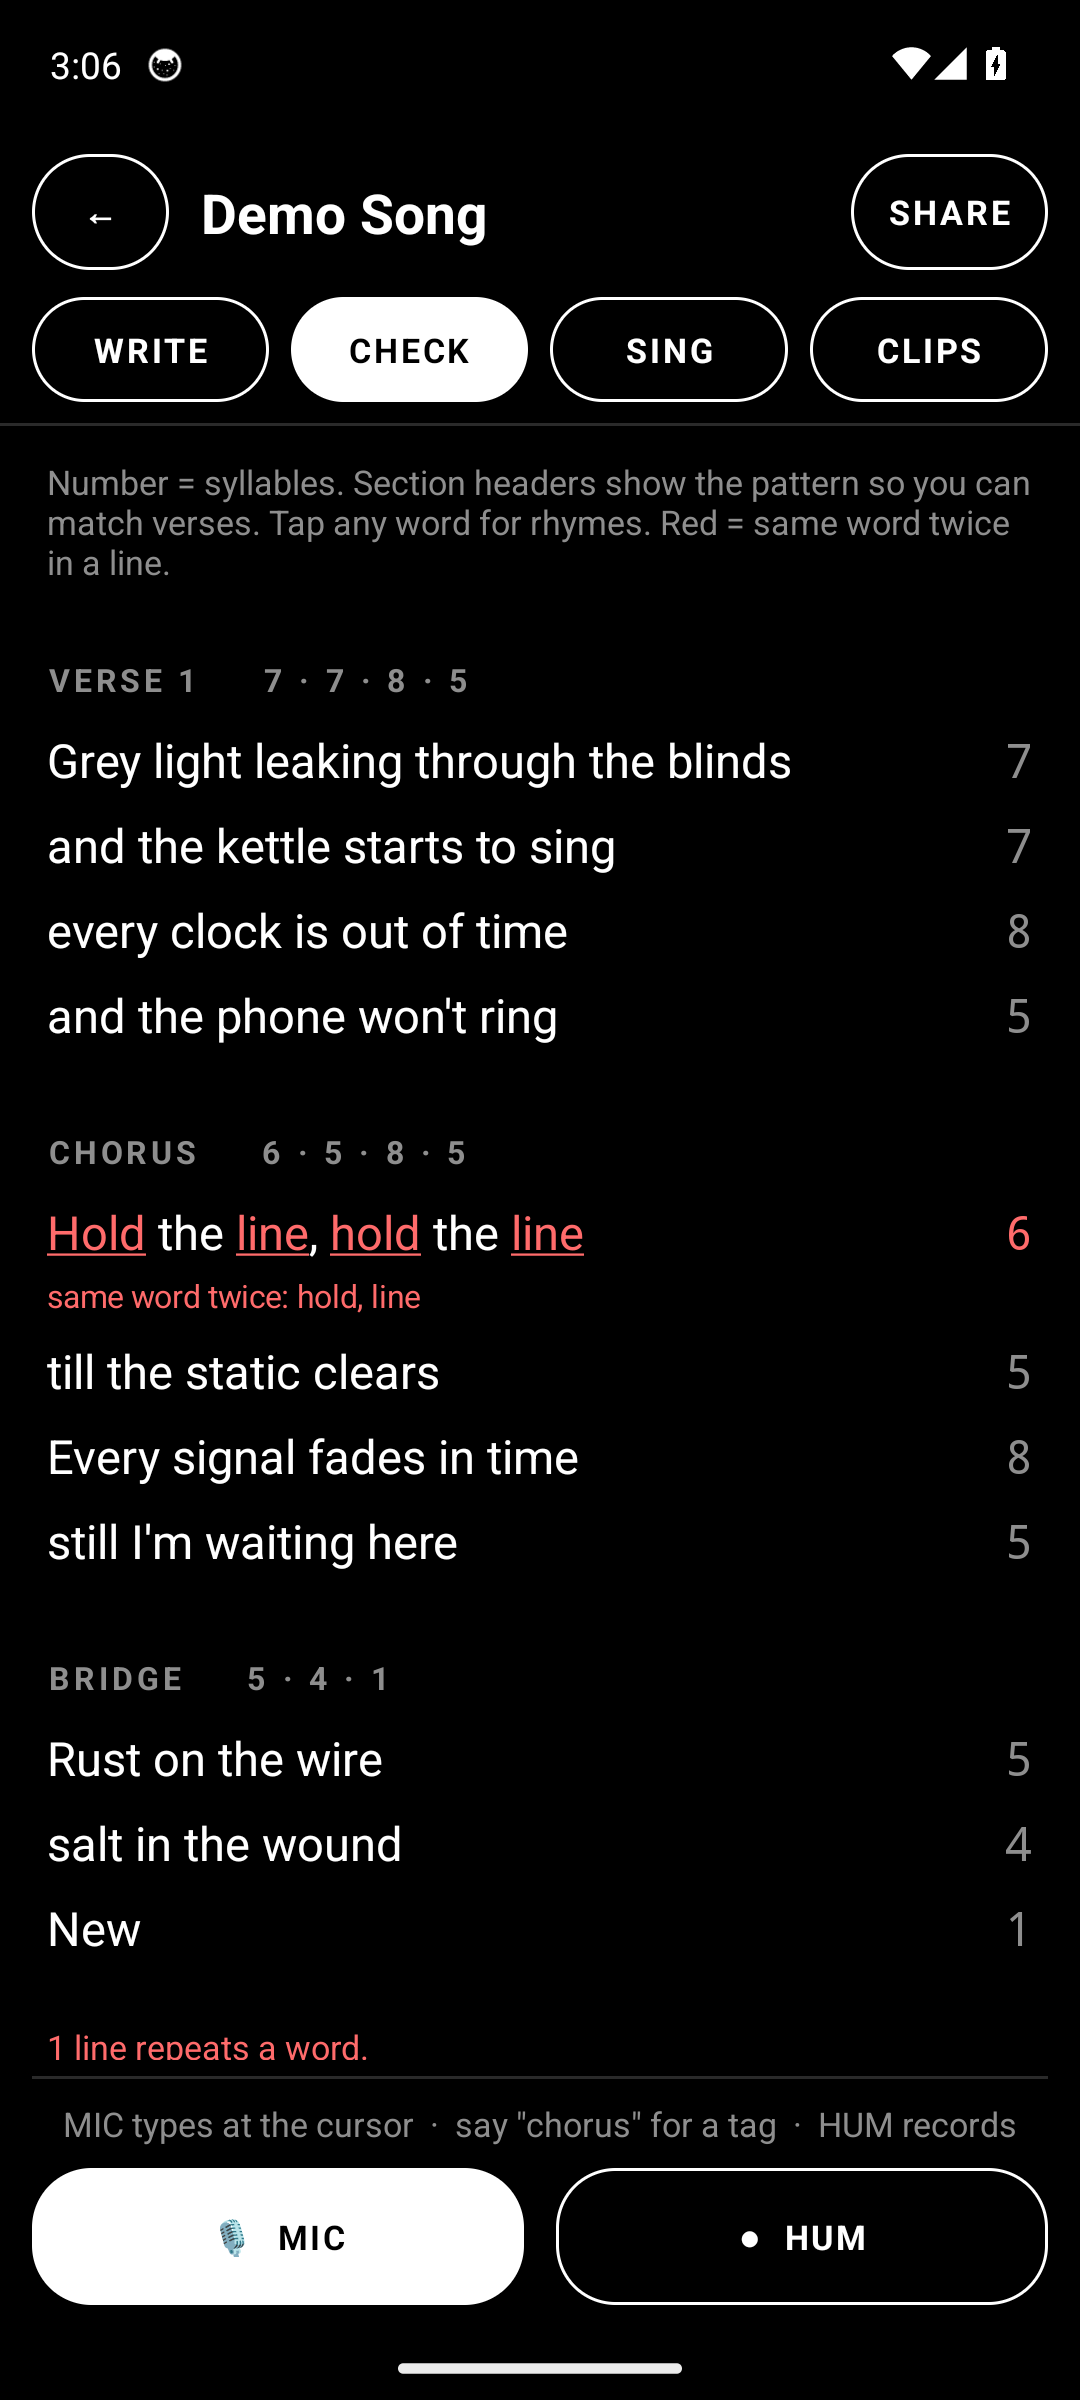 3:06
← Demo Song SHARE
WRITE CHECK SING CLIPS
Number = syllables. Section headers show the pattern so you can
match verses. Tap any word for rhymes. Red = same word twice
in a line.
VERSE 1 7 · 7 · 8 · 5
Grey light leaking through the blinds 7
and the kettle starts to sing 7
every clock is out of time 8
and the phone won't ring 5
CHORUS 6 · 5 · 8 · 5
Hold the line, hold the line 6
same word twice: hold, line
till the static clears 5
Every signal fades in time 8
still I'm waiting here 5
BRIDGE 5 · 4 · 1
Rust on the wire 5
salt in the wound 4
New 1
1 line repeats a word.
MIC types at the cursor · say "chorus" for a tag · HUM records
MIC ● HUM